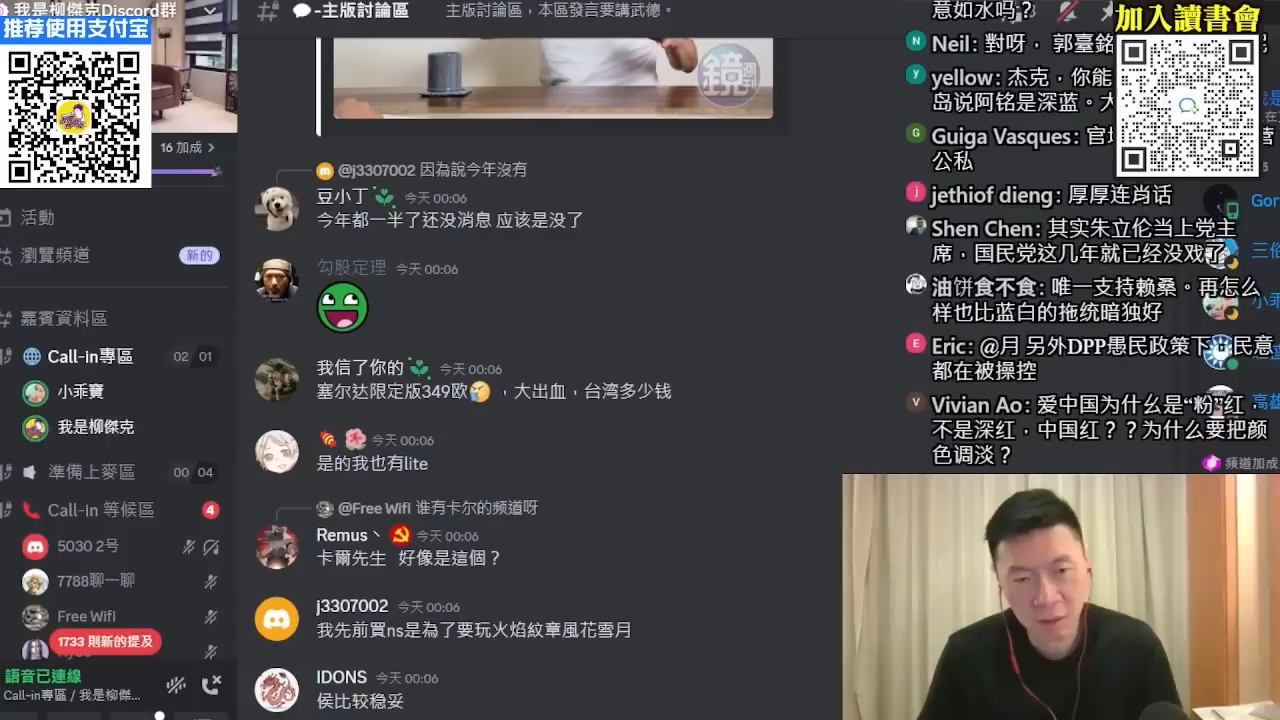 我是柳傑克Discord群
推荐使用支付宝
16 加成
活動
瀏覽頻道
新的
嘉賓資料區
Call-in專區
02 01
小乖寶
我是柳傑克
準備上麥區
00 04
Call-in 等候區
4
5030 2号
7788聊一聊
Free Wifi
1733 則新的提及
語音已連線
Call-in專區 / 我是柳傑...
-主版討論區
主版討論區，本區發言要講武德。
鏡週刊
@j3307002 因為說今年沒有
豆小丁 今天 00:06
今年都一半了还没消息 应该是没了
勾股定理 今天 00:06
我信了你的 今天 00:06
塞尔达限定版349欧，大出血，台湾多少钱
今天 00:06
是的我也有lite
@Free Wifi 谁有卡尔的频道呀
Remus丶 今天 00:06
卡爾先生 好像是這個？
j3307002 今天 00:06
我先前買ns是為了要玩火焰紋章風花雪月
IDONS 今天 00:06
侯比较稳妥
意如水吗？
加入讀書會
Neil: 對呀， 郭臺銘
yellow: 杰克，你能
岛说阿铭是深蓝。大
Guiga Vasques: 官
公私
jethiof dieng: 厚厚连肖话
Shen Chen: 其实朱立伦当上党主
席，国民党这几年就已经没戏了
油饼食不食: 唯一支持赖桑。再怎么
样也比蓝白的拖统暗独好
Eric: @月 另外DPP愚民政策下，民意
都在被操控
Vivian Ao: 爱中国为什么是“粉”红，
不是深红，中国红？？为什么要把颜
色调淡？
頻道加成